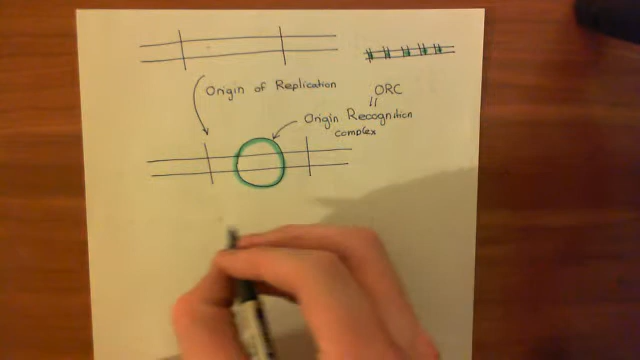 Origin of Replication
ORC
Origin Recognition
complex